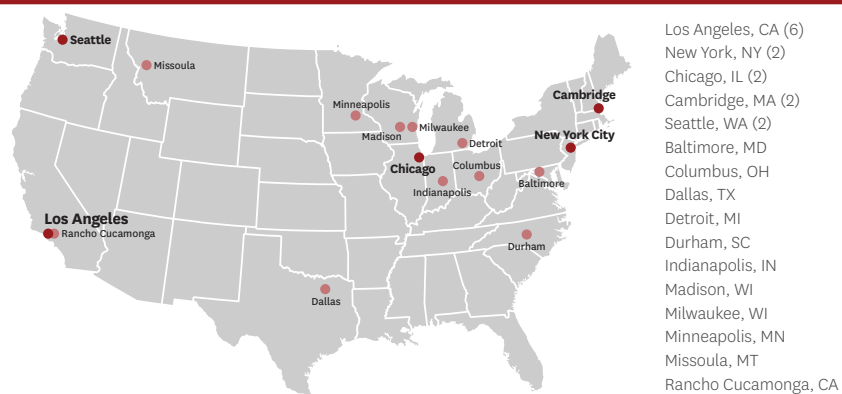 Seattle
Missoula
Minneapolis
Madison
Milwaukee
Detroit
Chicago
Columbus
Indianapolis
Cambridge
New York City
Baltimore
Durham
Los Angeles
Rancho Cucamonga
Dallas
Los Angeles, CA (6)
New York, NY (2)
Chicago, IL (2)
Cambridge, MA (2)
Seattle, WA (2)
Baltimore, MD
Columbus, OH
Dallas, TX
Detroit, MI
Durham, SC
Indianapolis, IN
Madison, WI
Milwaukee, WI
Minneapolis, MN
Missoula, MT
Rancho Cucamonga, CA